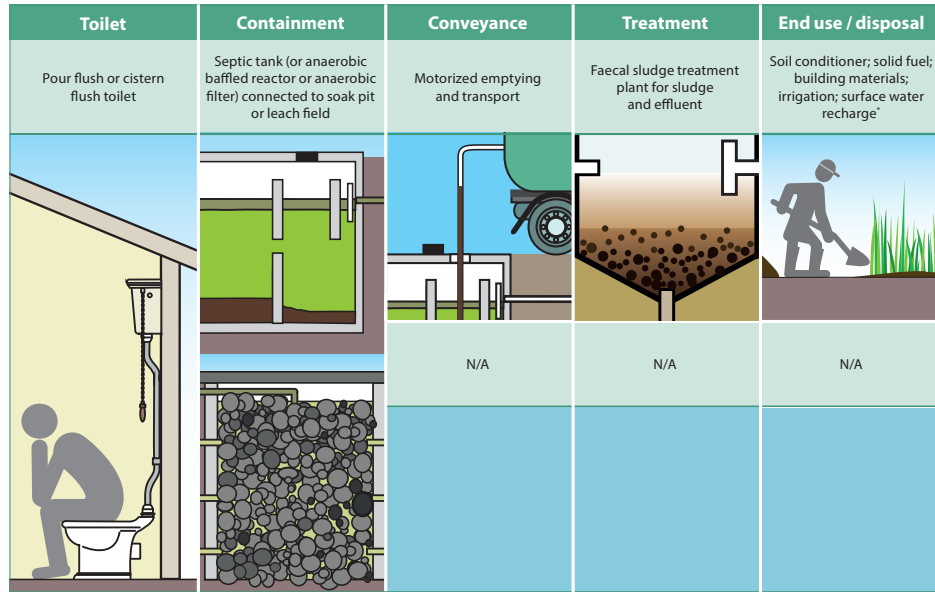 Toilet
Containment
Conveyance
Treatment
End use / disposal
Pour flush or cistern
flush toilet
Septic tank (or anaerobic
baffled reactor or anaerobic
filter) connected to soak pit
or leach field
Motorized emptying
and transport
Faecal sludge treatment
plant for sludge
and effluent
Soil conditioner; solid fuel;
building materials;
irrigation; surface water
recharge*
N/A
N/A
N/A